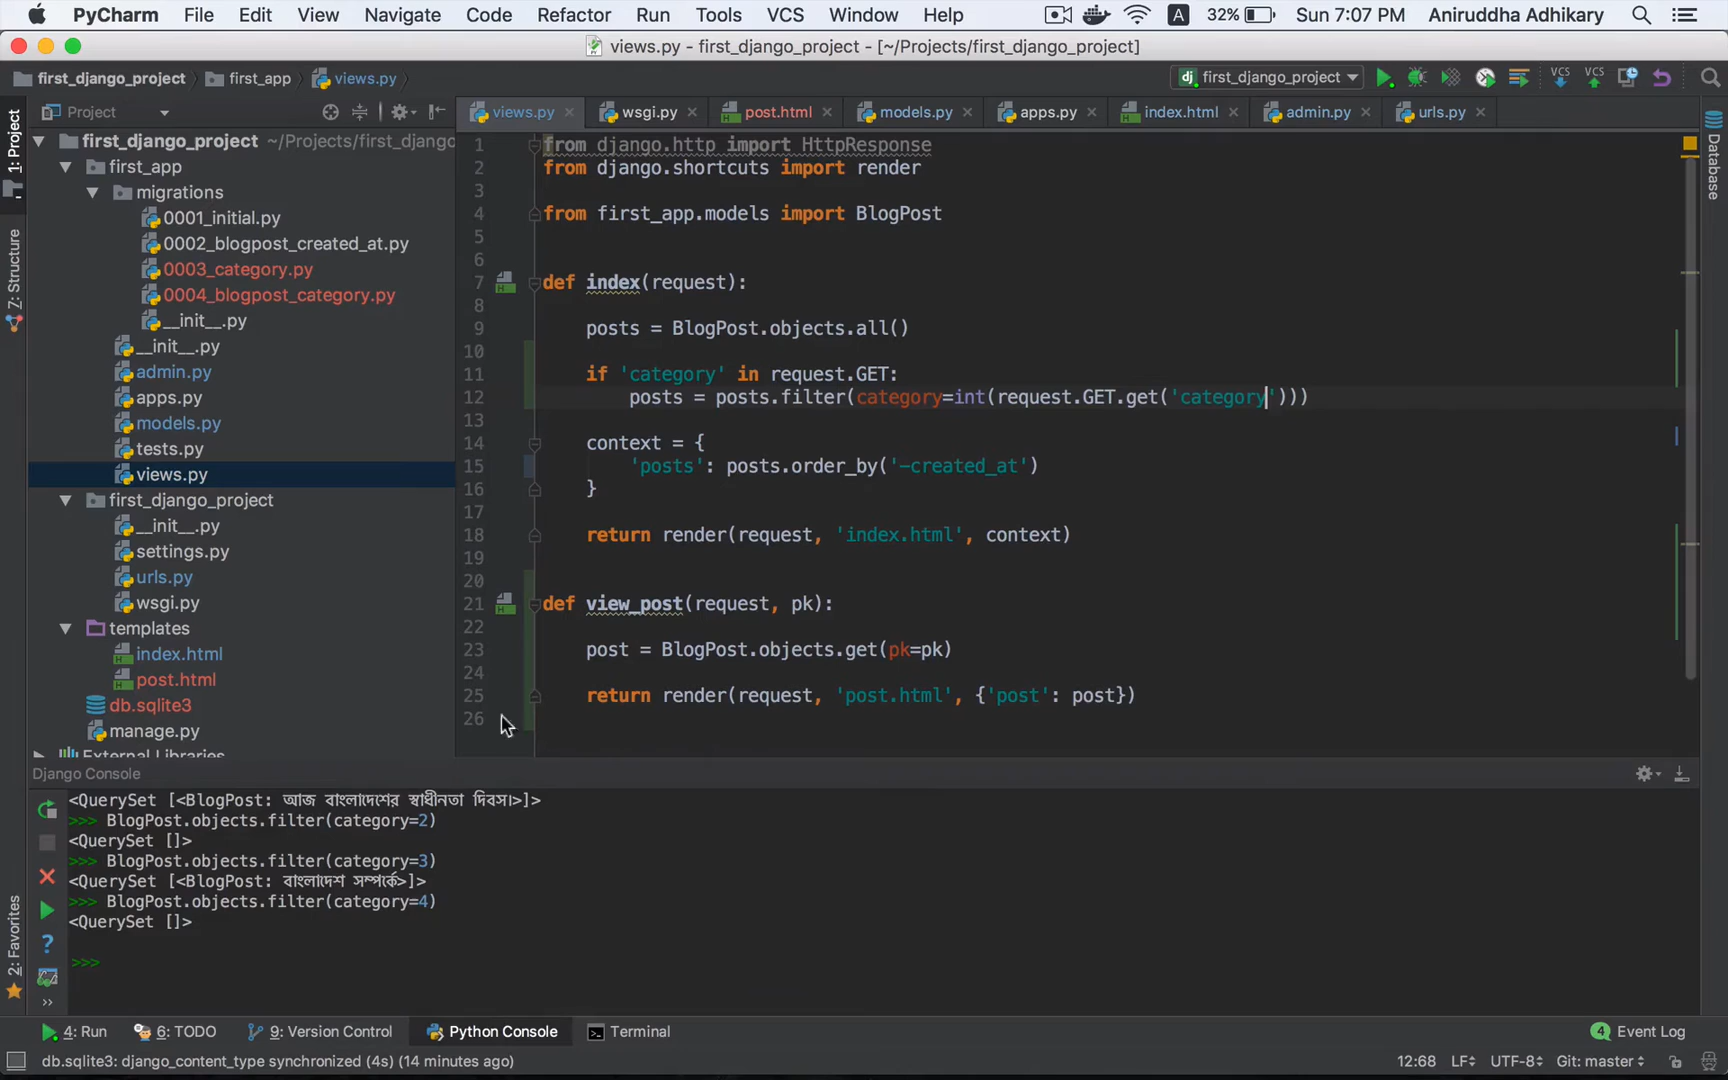 PyCharm File Edit View Navigate Code Refactor Run Tools VCS Window Help A 32% Sun 7:07 PM Aniruddha Adhikary
views.py - first_django_project - [~/Projects/first_django_project]
first_django_project first_app views.py first_django_project VCS VCS
Project views.py wsgi.py post.html models.py apps.py index.html admin.py urls.py
1: Project
Z: Structure
2: Favorites
Database
first_django_project ~/Projects/first_django
first_app
migrations
0001_initial.py
0002_blogpost_created_at.py
0003_category.py
0004_blogpost_category.py
__init__.py
__init__.py
admin.py
apps.py
models.py
tests.py
views.py
first_django_project
__init__.py
settings.py
urls.py
wsgi.py
templates
index.html
post.html
db.sqlite3
manage.py
External Libraries
1 from django.http import HttpResponse
2 from django.shortcuts import render
3
4 from first_app.models import BlogPost
5
6
7 def index(request):
8
9 posts = BlogPost.objects.all()
10
11 if 'category' in request.GET:
12 posts = posts.filter(category=int(request.GET.get('category')))
13
14 context = {
15 'posts': posts.order_by('-created_at')
16 }
17
18 return render(request, 'index.html', context)
19
20
21 def view_post(request, pk):
22
23 post = BlogPost.objects.get(pk=pk)
24
25 return render(request, 'post.html', {'post': post})
26
Django Console
<QuerySet [<BlogPost: আজ বাংলাদেশের স্বাধীনতা দিবস।>]>
>>> BlogPost.objects.filter(category=2)
<QuerySet []>
>>> BlogPost.objects.filter(category=3)
<QuerySet [<BlogPost: বাংলাদেশ সম্পর্কে>]>
>>> BlogPost.objects.filter(category=4)
<QuerySet []>
>>>
4: Run 6: TODO 9: Version Control Python Console Terminal 4 Event Log
db.sqlite3: django_content_type synchronized (4s) (14 minutes ago) 12:68 LF UTF-8 Git: master